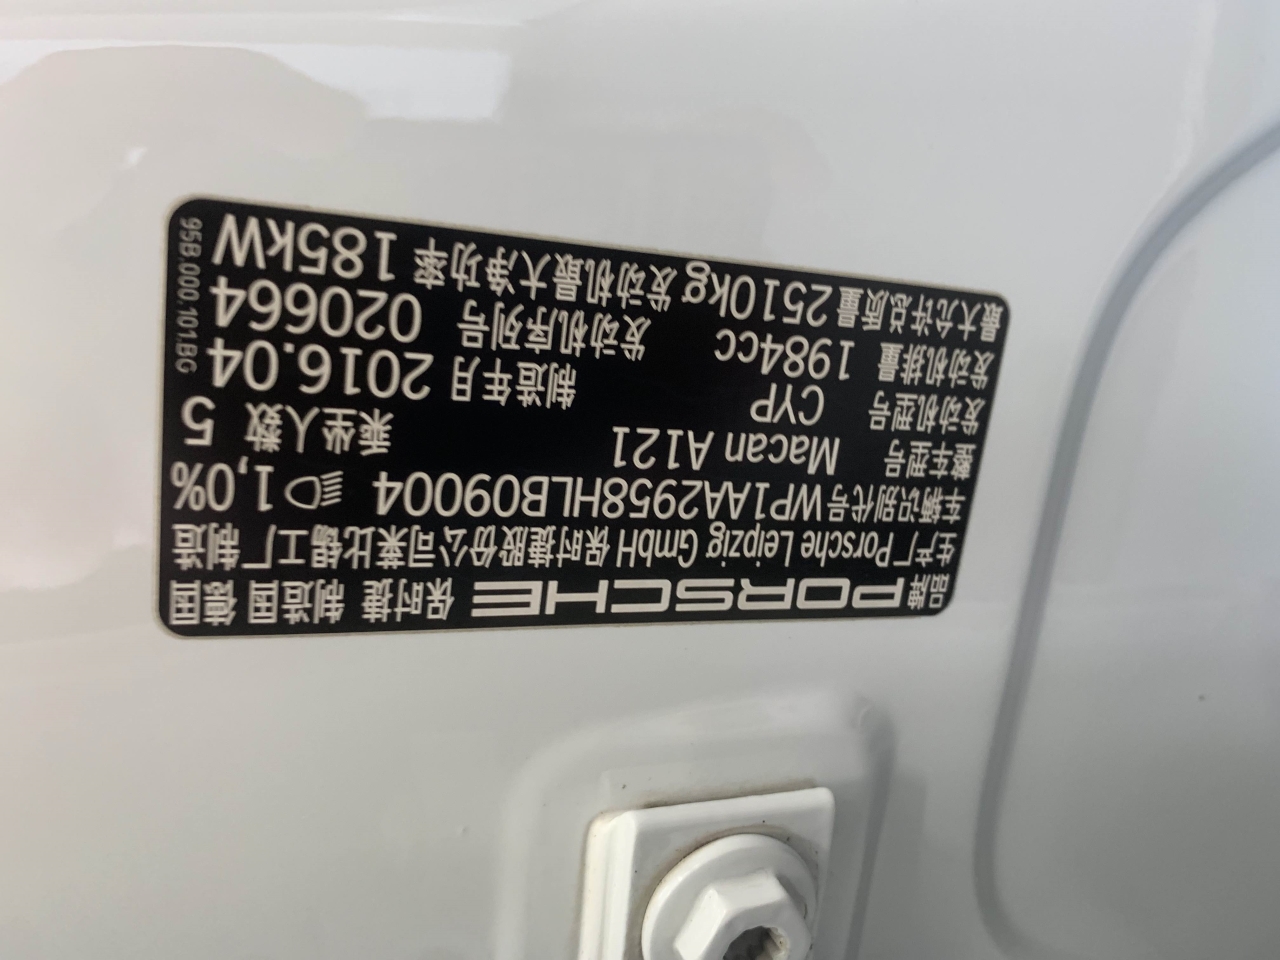 品牌 PORSCHE 保时捷 制造国 德国
生产厂 Porsche Leipzig GmbH 保时捷股份公司莱比锡工厂制造
车辆识别代号 WP1AA2958HLB09004 1,0%
整车型号 Macan A121 乘坐人数 5
发动机型号 CYP 制造年月 2016.04
发动机排量 1984cc 发动机序列号 020664
最大允许总质量 2510kg 发动机最大净功率 185kW
95B.000.101.BG